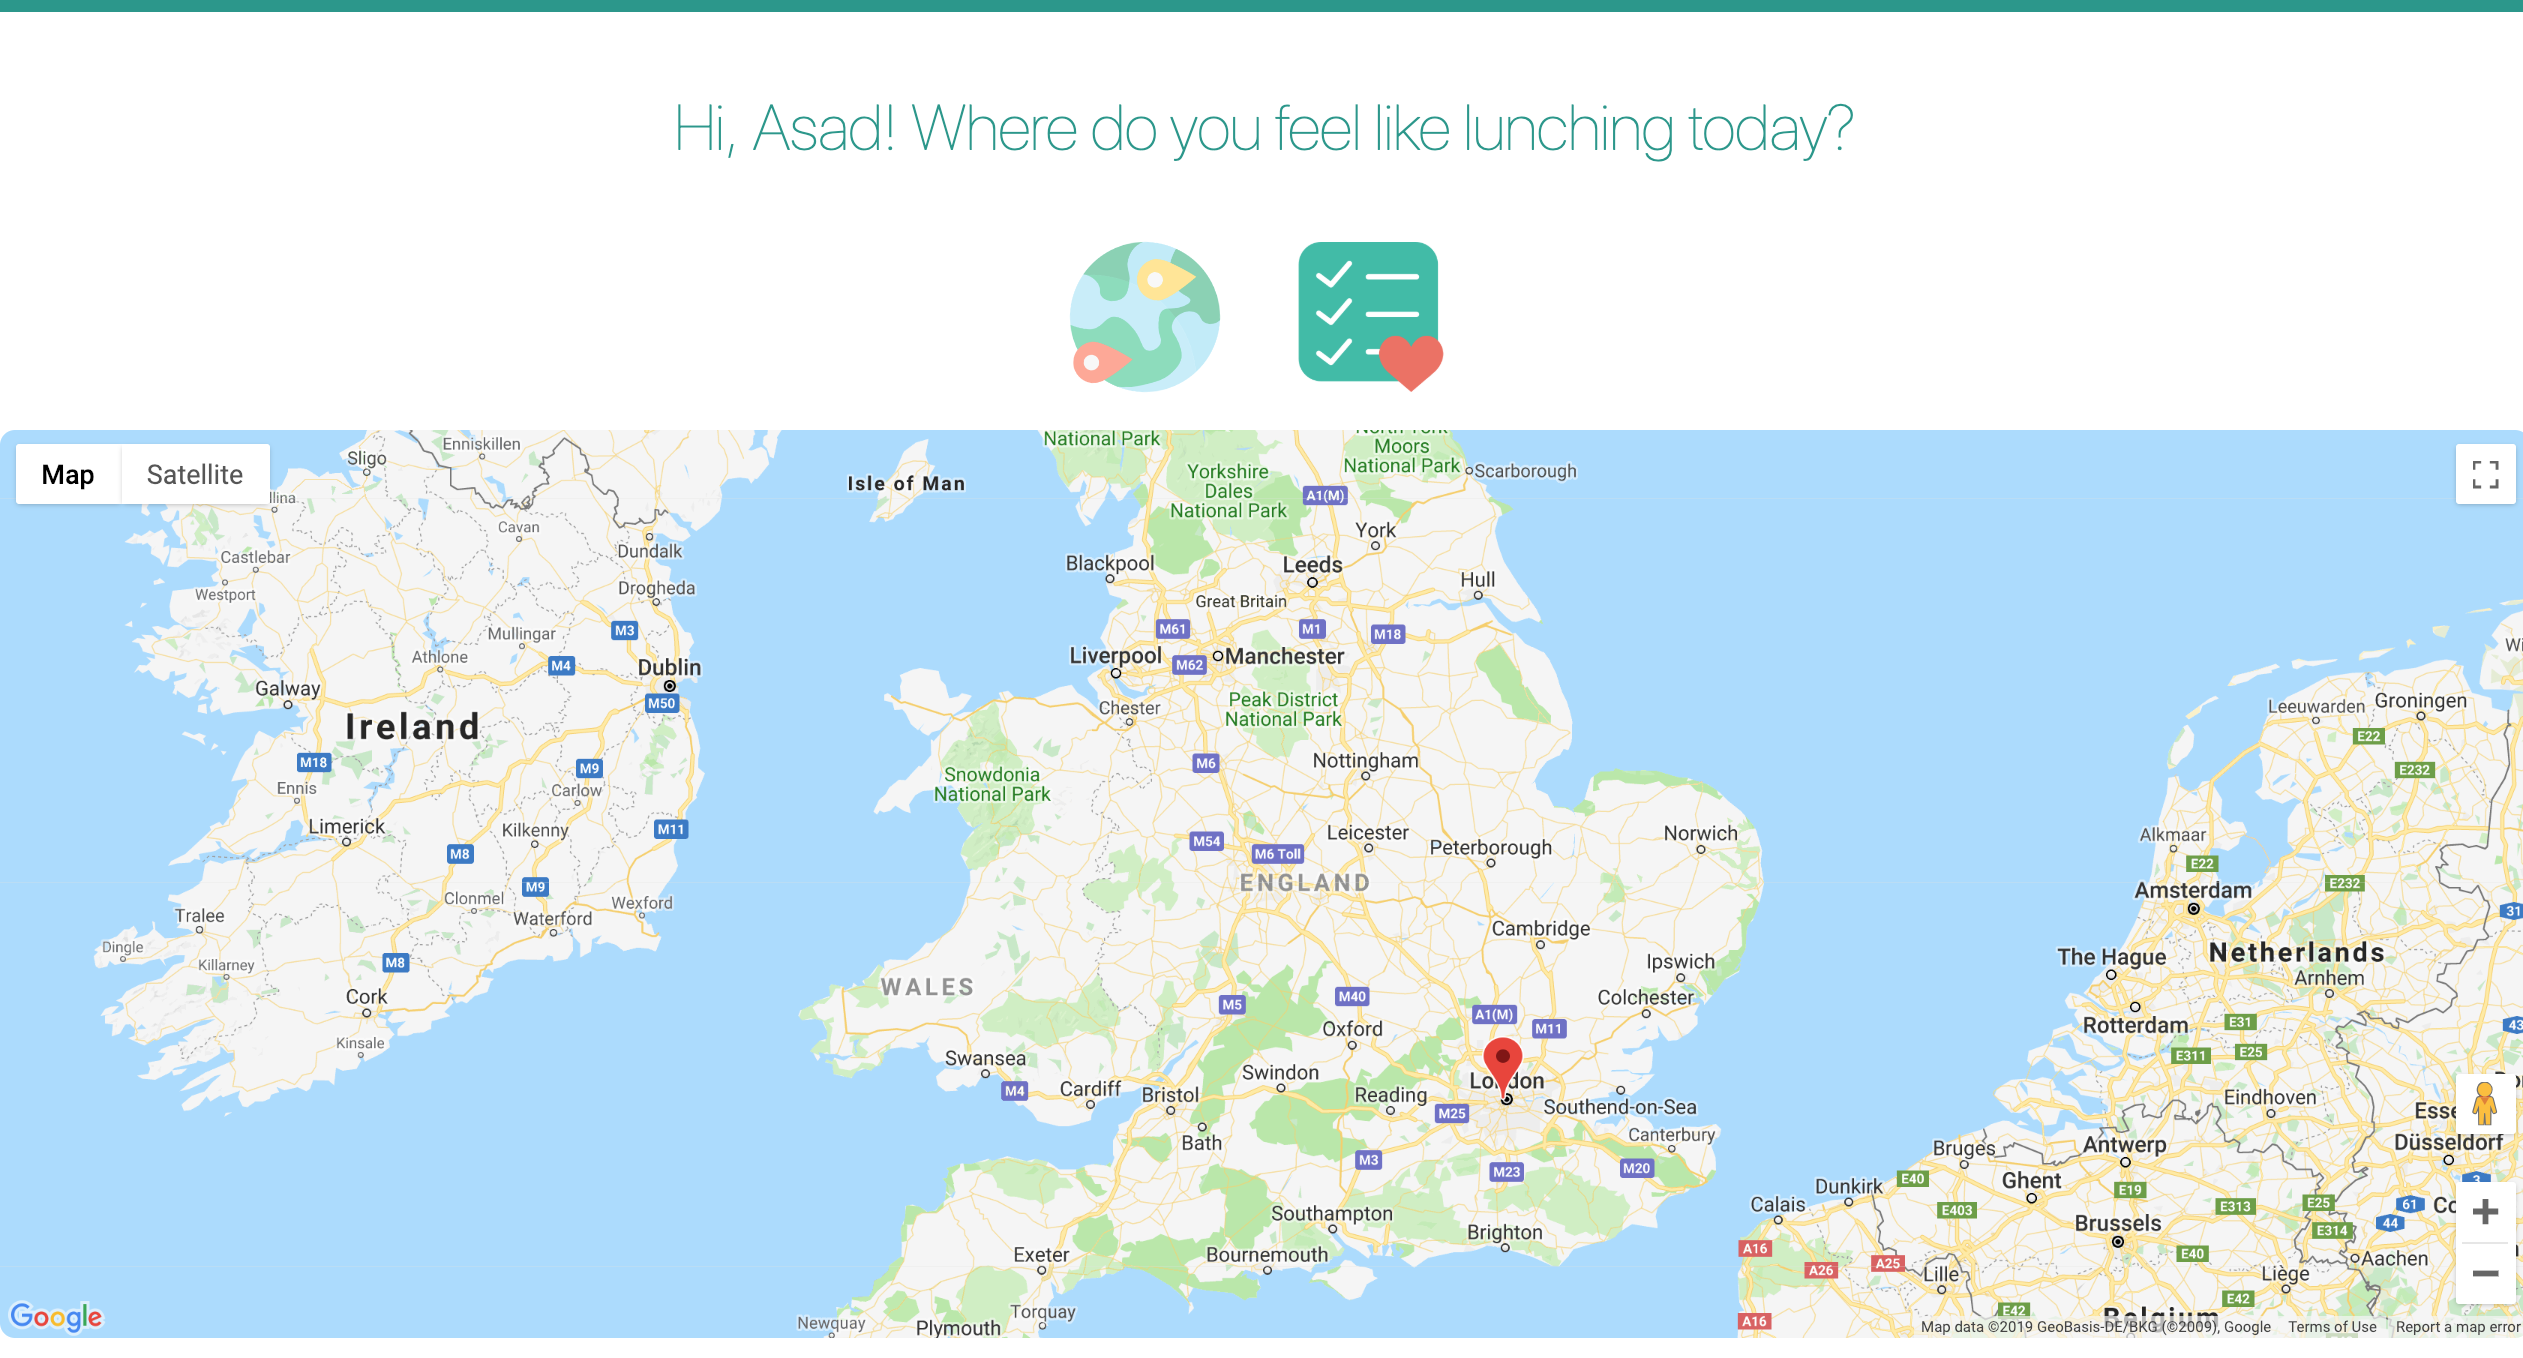 Hi, Asad! Where do you feel like lunching today?
Map
Satellite
Sligo
Enniskillen
National Park
Moors
National Park
Scarborough
Isle of Man
Yorkshire
Dales
National Park
A1(M)
Cavan
Dundalk
York
Castlebar
Blackpool
Leeds
Westport
Drogheda
Great Britain
Hull
Mullingar
M3
M61
M1
M18
Athlone
M4
Dublin
Liverpool
M62
Manchester
Galway
M50
Chester
Peak District
National Park
Leeuwarden
Groningen
Ireland
E22
M18
M9
M6
Nottingham
E232
Ennis
Carlow
Snowdonia
National Park
Limerick
Kilkenny
M11
M54
Leicester
Peterborough
Norwich
Alkmaar
M8
M6 Toll
E22
M9
ENGLAND
E232
Amsterdam
Clonmel
Wexford
Tralee
Waterford
Cambridge
31
Dingle
Killarney
M8
The Hague
Netherlands
Ipswich
Arnhem
WALES
Cork
M5
M40
Colchester
Kinsale
Oxford
A1(M)
M11
Rotterdam
E31
43
Swansea
E311
E25
Swindon
London
Cardiff
M4
Bristol
Reading
M25
Southend-on-Sea
Eindhoven
Bath
Canterbury
Bruges
Antwerp
Düsseldorf
M3
M23
M20
E40
Ghent
E19
3
Dunkirk
Calais
E403
E313
E25
61
Southampton
Brighton
Brussels
44
E314
Exeter
Bournemouth
A16
E40
Aachen
A26
A25
Lille
Liège
Torquay
E42
E42
Newquay
Plymouth
A16
Belgium
Google
Map data ©2019 GeoBasis-DE/BKG (©2009), Google
Terms of Use
Report a map error